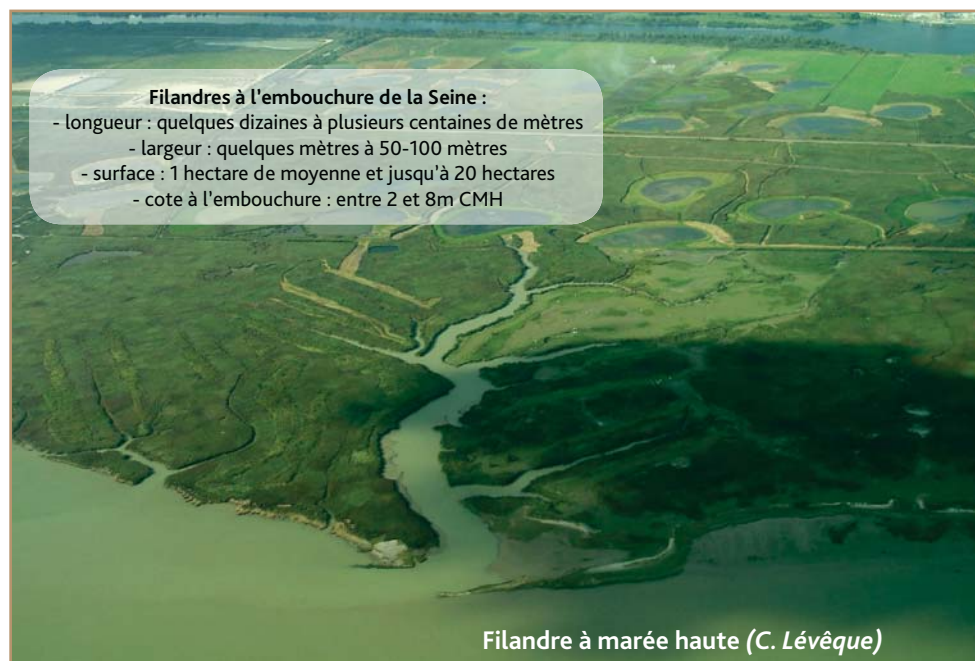 Filandres à l'embouchure de la Seine :
- longueur : quelques dizaines à plusieurs centaines de mètres
- largeur : quelques mètres à 50-100 mètres
- surface : 1 hectare de moyenne et jusqu'à 20 hectares
- cote à l'embouchure : entre 2 et 8m CMH
Filandre à marée haute (C. Lévêque)